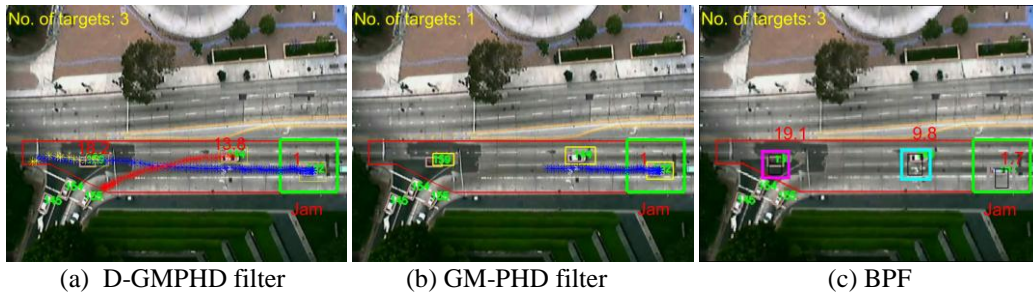 No. of targets: 3
18.2
13.8
1
Jam
No. of targets: 1
1
Jam
No. of targets: 3
19.1
9.8
1.7
Jam
(a) D-GMPHD filter
(b) GM-PHD filter
(c) BPF